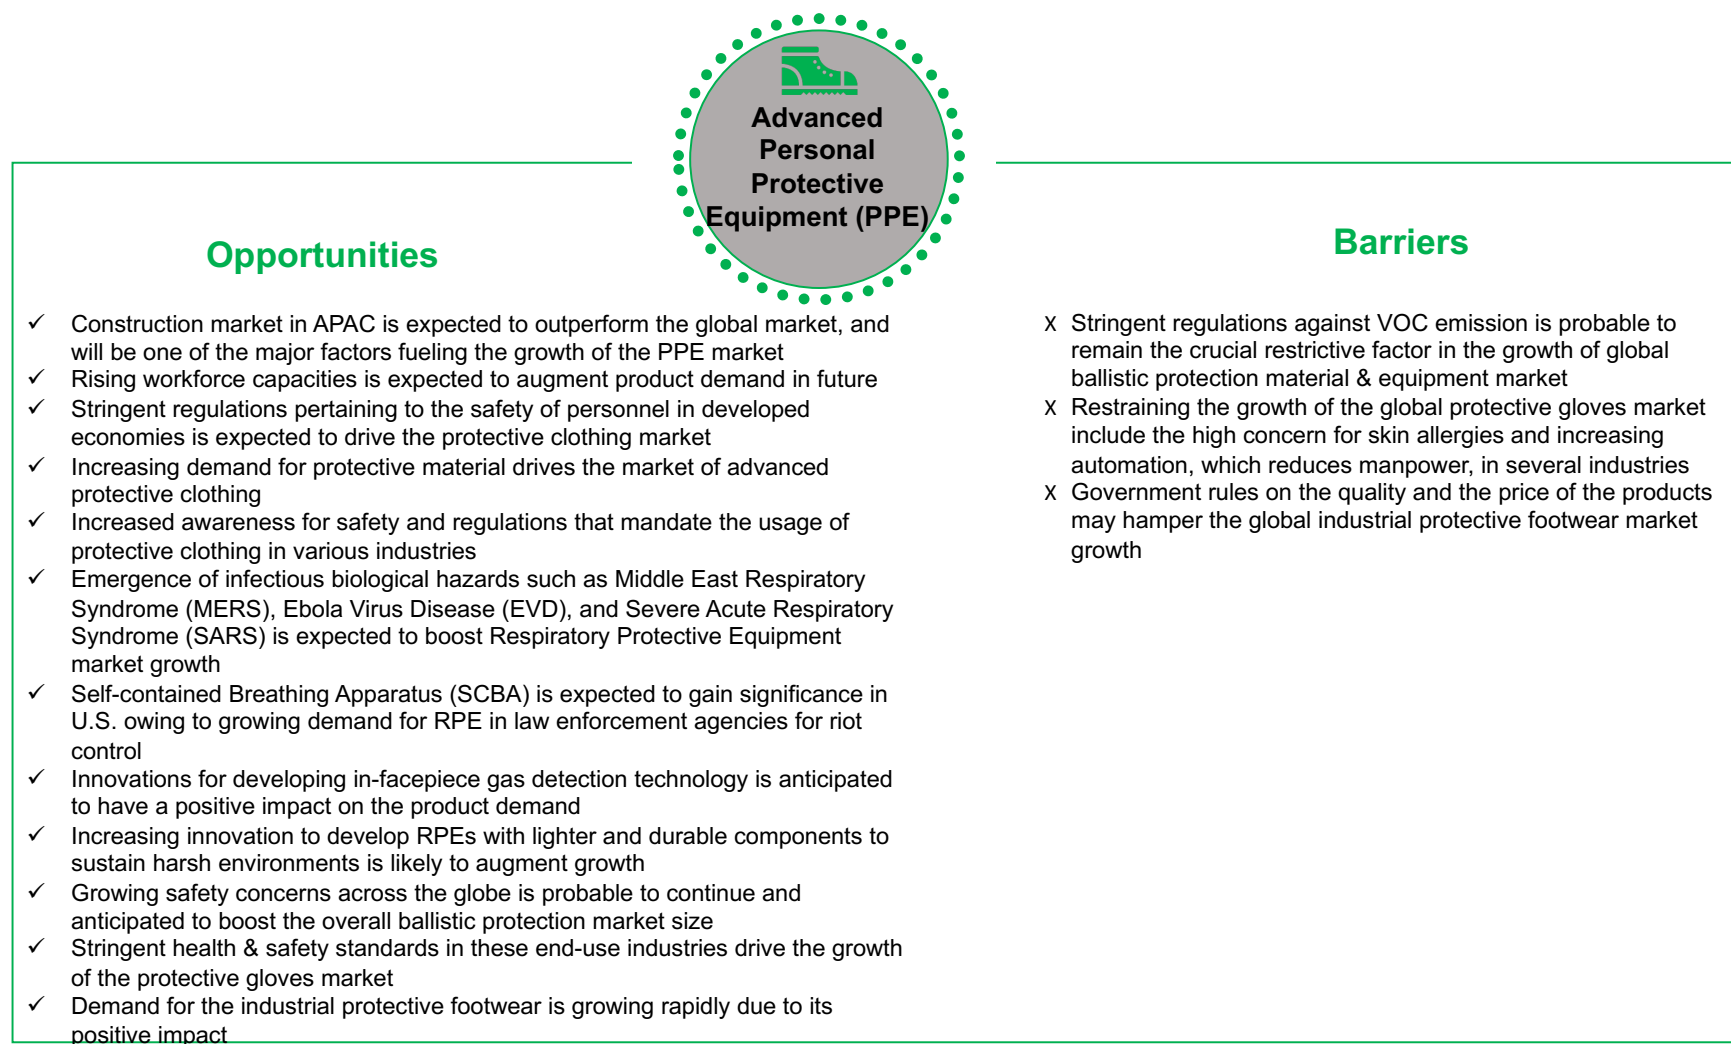 Advanced
Personal
Protective
Equipment (PPE)
Opportunities
✓ Construction market in APAC is expected to outperform the global market, and
will be one of the major factors fueling the growth of the PPE market
✓ Rising workforce capacities is expected to augment product demand in future
✓ Stringent regulations pertaining to the safety of personnel in developed
economies is expected to drive the protective clothing market
✓ Increasing demand for protective material drives the market of advanced
protective clothing
✓ Increased awareness for safety and regulations that mandate the usage of
protective clothing in various industries
✓ Emergence of infectious biological hazards such as Middle East Respiratory
Syndrome (MERS), Ebola Virus Disease (EVD), and Severe Acute Respiratory
Syndrome (SARS) is expected to boost Respiratory Protective Equipment
market growth
✓ Self-contained Breathing Apparatus (SCBA) is expected to gain significance in
U.S. owing to growing demand for RPE in law enforcement agencies for riot
control
✓ Innovations for developing in-facepiece gas detection technology is anticipated
to have a positive impact on the product demand
✓ Increasing innovation to develop RPEs with lighter and durable components to
sustain harsh environments is likely to augment growth
✓ Growing safety concerns across the globe is probable to continue and
anticipated to boost the overall ballistic protection market size
✓ Stringent health & safety standards in these end-use industries drive the growth
of the protective gloves market
✓ Demand for the industrial protective footwear is growing rapidly due to its
positive impact
Barriers
X Stringent regulations against VOC emission is probable to
remain the crucial restrictive factor in the growth of global
ballistic protection material & equipment market
X Restraining the growth of the global protective gloves market
include the high concern for skin allergies and increasing
automation, which reduces manpower, in several industries
X Government rules on the quality and the price of the products
may hamper the global industrial protective footwear market
growth